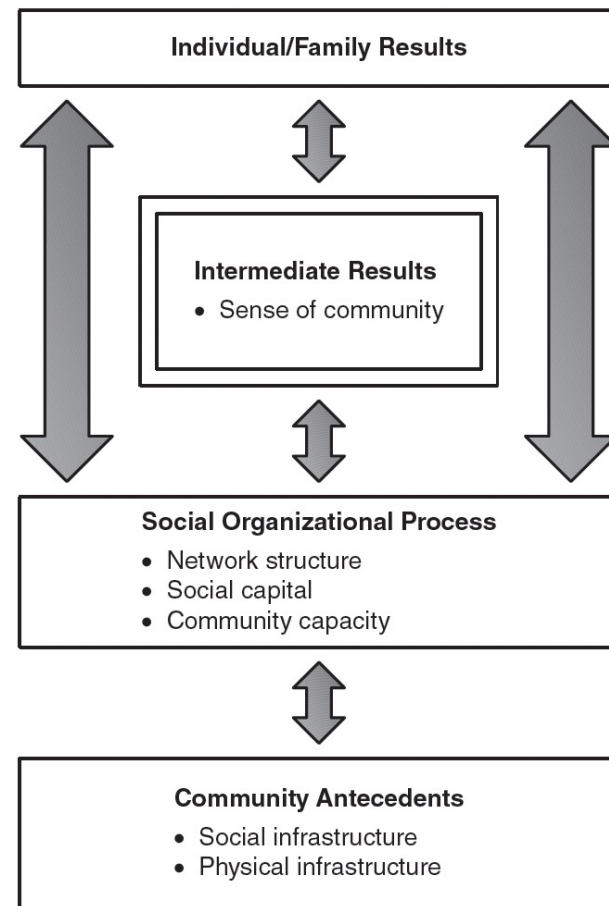 Individual/Family Results
Intermediate Results
• Sense of community
Social Organizational Process
• Network structure
• Social capital
• Community capacity
Community Antecedents
• Social infrastructure
• Physical infrastructure